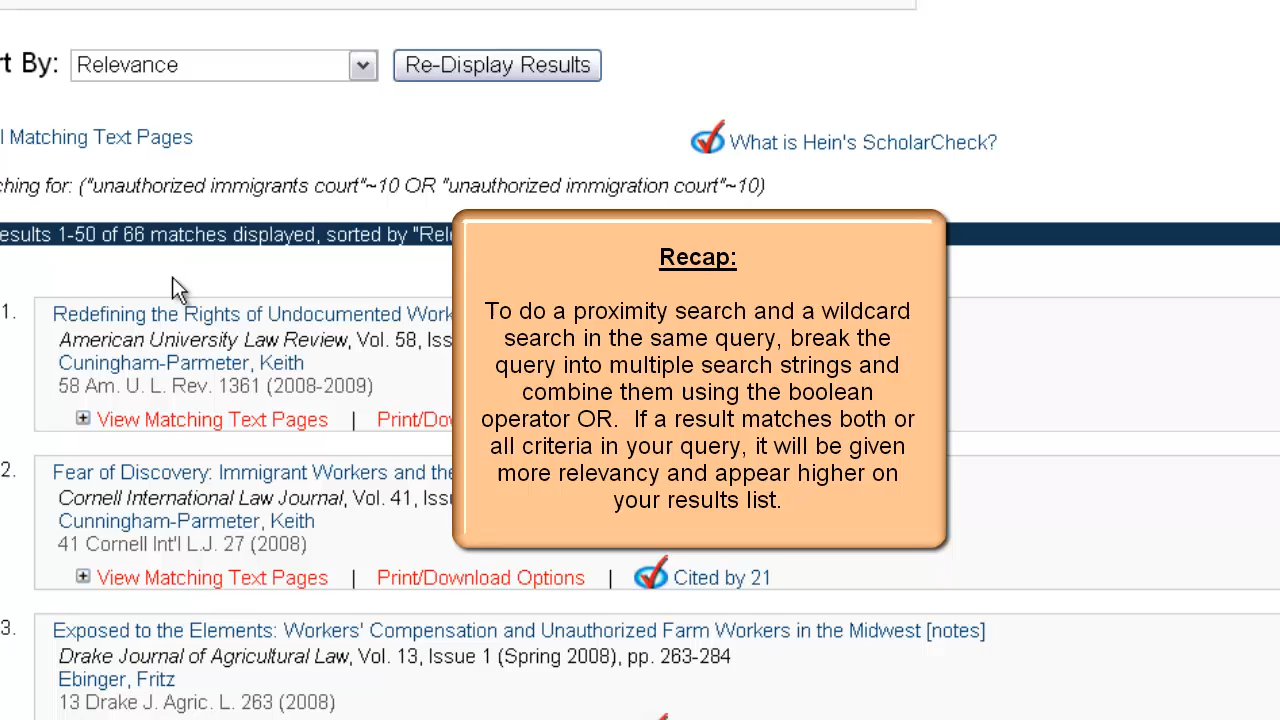 rt By: Relevance Re-Display Results
l Matching Text Pages What is Hein's ScholarCheck?
ching for: ("unauthorized immigrants court"~10 OR "unauthorized immigration court"~10)
esults 1-50 of 66 matches displayed, sorted by "Rel
Recap:
To do a proximity search and a wildcard
search in the same query, break the
query into multiple search strings and
combine them using the boolean
operator OR.  If a result matches both or
all criteria in your query, it will be given
more relevancy and appear higher on
your results list.
1. Redefining the Rights of Undocumented Work
American University Law Review, Vol. 58, Iss
Cuningham-Parmeter, Keith
58 Am. U. L. Rev. 1361 (2008-2009)
View Matching Text Pages | Print/Dow
2. Fear of Discovery: Immigrant Workers and the
Cornell International Law Journal, Vol. 41, Issu
Cunningham-Parmeter, Keith
41 Cornell Int'l L.J. 27 (2008)
View Matching Text Pages | Print/Download Options | Cited by 21
3. Exposed to the Elements: Workers' Compensation and Unauthorized Farm Workers in the Midwest [notes]
Drake Journal of Agricultural Law, Vol. 13, Issue 1 (Spring 2008), pp. 263-284
Ebinger, Fritz
13 Drake J. Agric. L. 263 (2008)